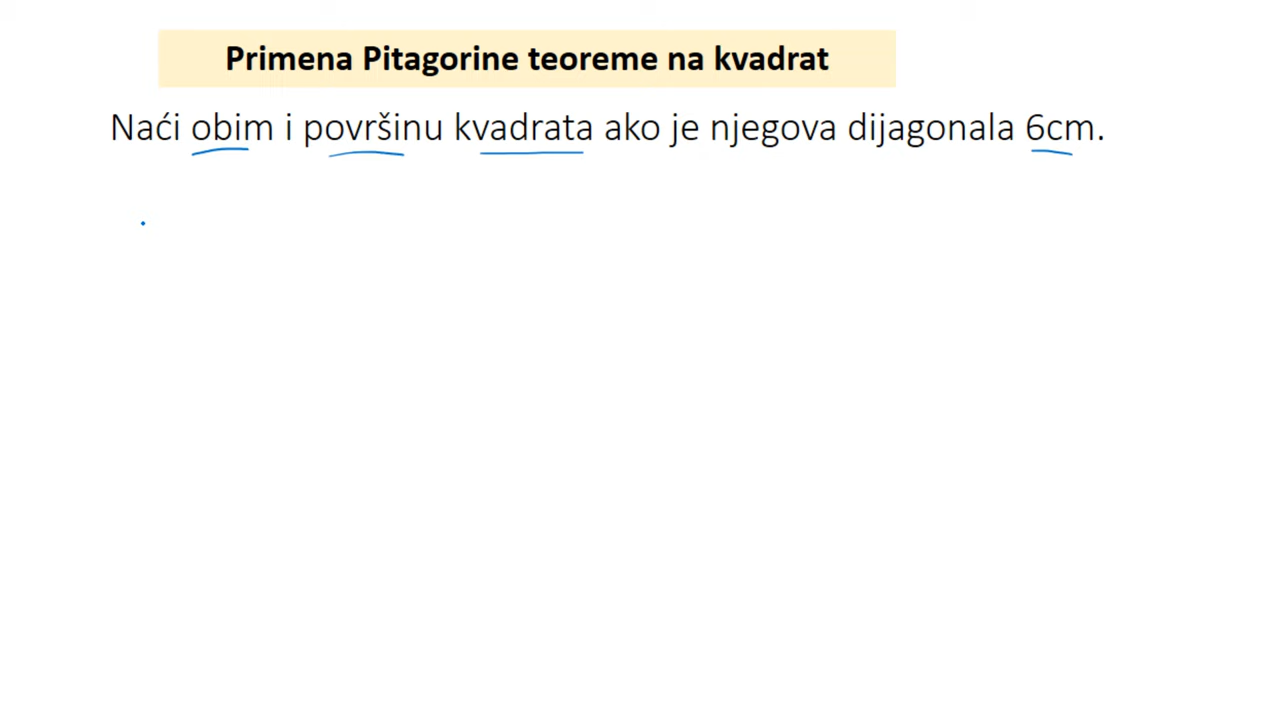 Primena Pitagorine teoreme na kvadrat
Naći obim i površinu kvadrata ako je njegova dijagonala 6cm.